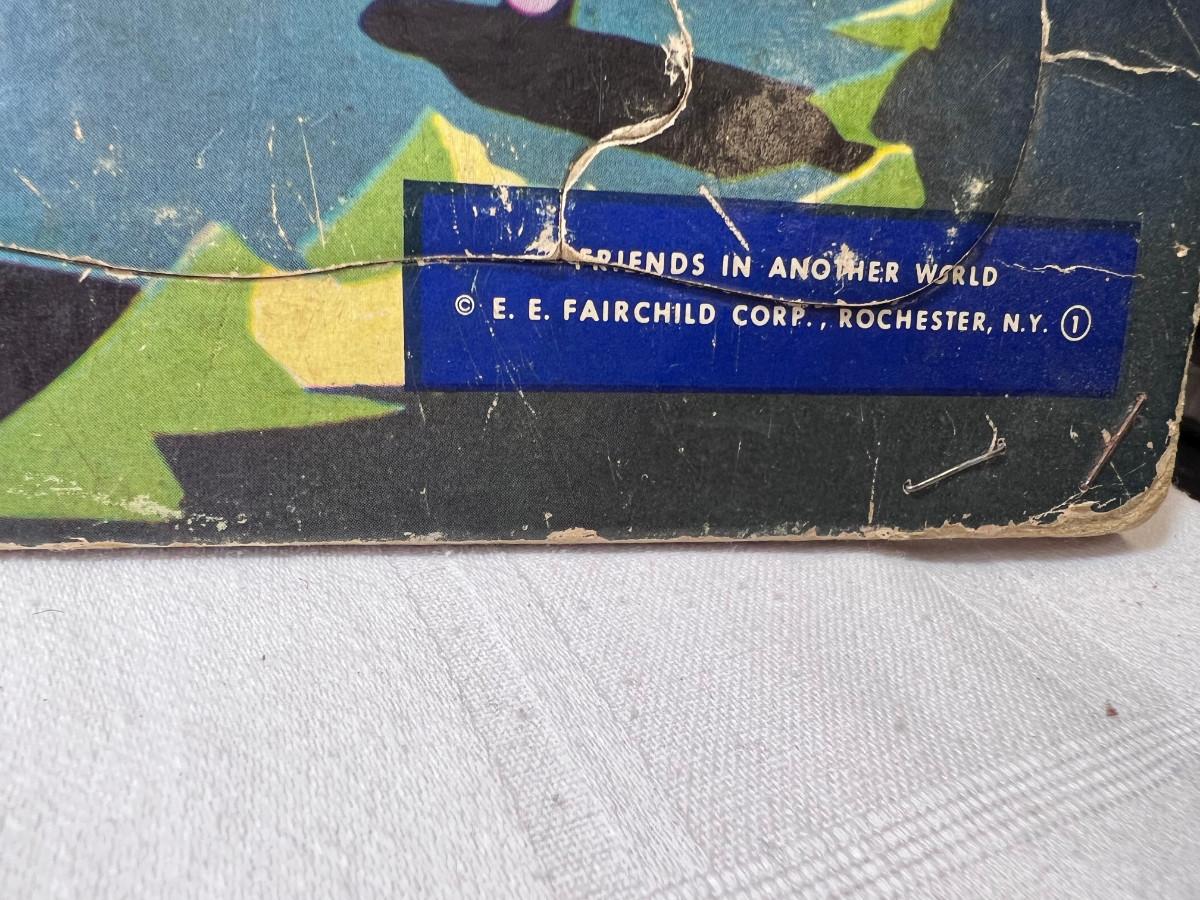 FRIENDS IN ANOTHER WORLD
© E. E. FAIRCHILD CORP., ROCHESTER, N.Y. ①